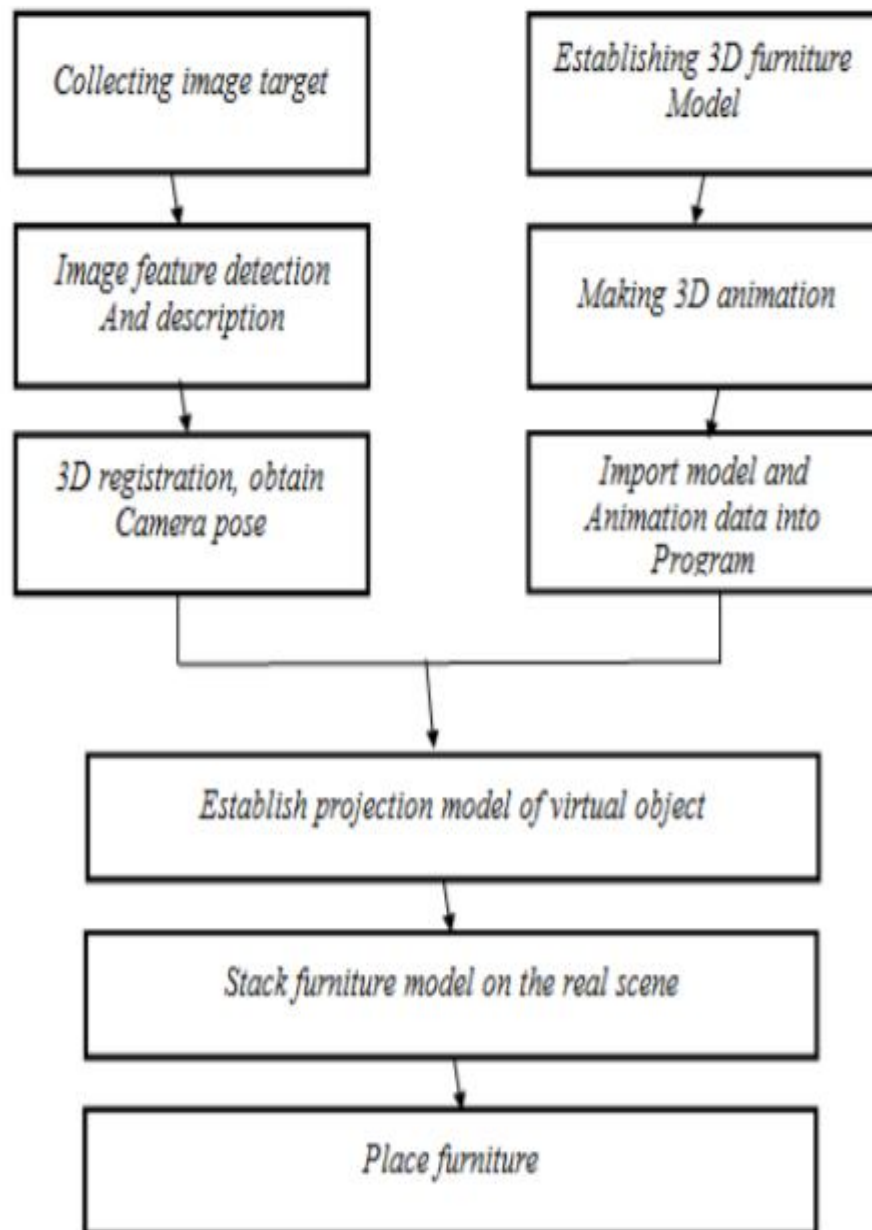 Collecting image target
Establishing 3D furniture
Model
Image feature detection
And description
Making 3D animation
3D registration, obtain
Camera pose
Import model and
Animation data into
Program
Establish projection model of virtual object
Stack furniture model on the real scene
Place furniture